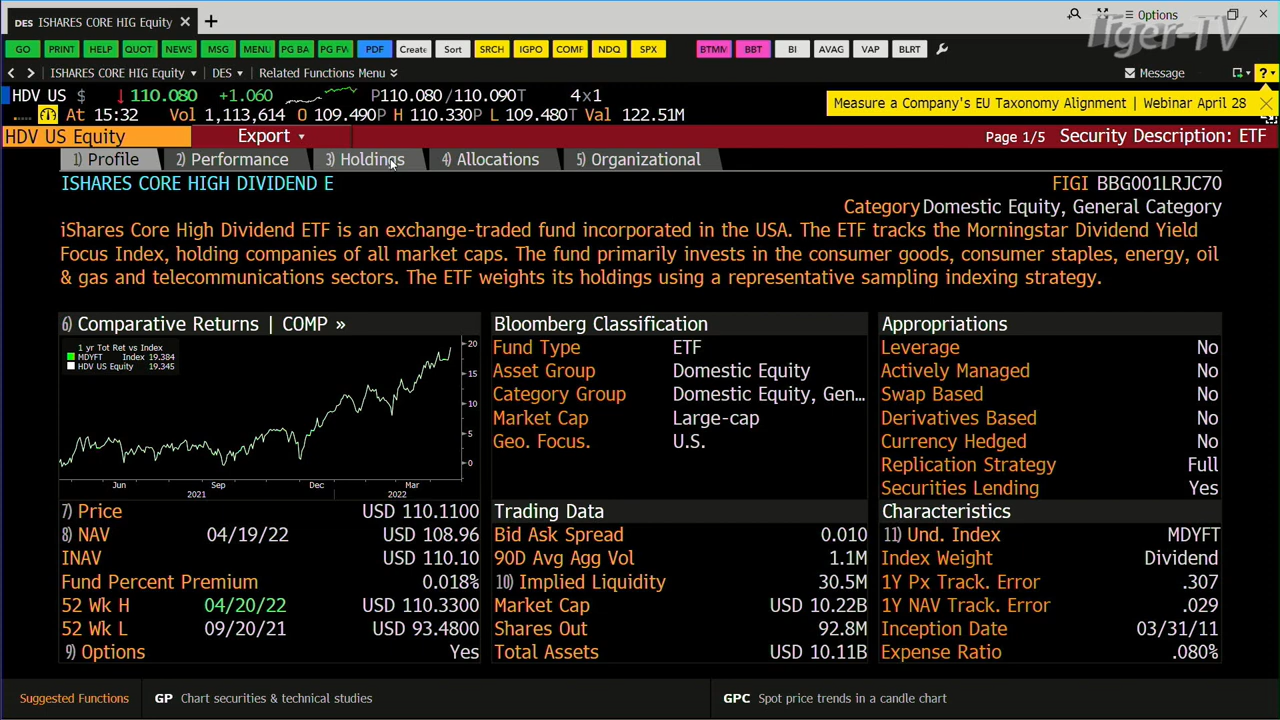 DES ISHARES CORE HIG Equity
Options
Tiger-TV
GO PRINT HELP QUOT NEWS MSG MENU PG BA PG FW PDF Create Sort SRCH IGPO COMF NDQ SPX BTMM BBT BI AVAG VAP BLRT
ISHARES CORE HIG Equity DES Related Functions Menu Message ?
HDV US $ ↓110.080 +1.060 P110.080/110.090T 4x1
Measure a Company's EU Taxonomy Alignment | Webinar April 28
At 15:32 Vol 1,113,614 O 109.490P H 110.330P L 109.480T Val 122.51M
HDV US Equity Export Page 1/5 Security Description: ETF
1) Profile 2) Performance 3) Holdings 4) Allocations 5) Organizational
ISHARES CORE HIGH DIVIDEND E FIGI BBG001LRJC70
Category Domestic Equity, General Category
iShares Core High Dividend ETF is an exchange-traded fund incorporated in the USA. The ETF tracks the Morningstar Dividend Yield
Focus Index, holding companies of all market caps. The fund primarily invests in the consumer goods, consumer staples, energy, oil
& gas and telecommunications sectors. The ETF weights its holdings using a representative sampling indexing strategy.
6) Comparative Returns | COMP »
1 yr Tot Ret vs Index
MDYFT Index 19.384
HDV US Equity 19.345
20
15
10
5
0
Jun Sep Dec Mar
2021 2022
7) Price USD 110.1100
8) NAV 04/19/22 USD 108.96
INAV USD 110.10
Fund Percent Premium 0.018%
52 Wk H 04/20/22 USD 110.3300
52 Wk L 09/20/21 USD 93.4800
9) Options Yes
Bloomberg Classification
Fund Type ETF
Asset Group Domestic Equity
Category Group Domestic Equity, Gen...
Market Cap Large-cap
Geo. Focus. U.S.
Trading Data
Bid Ask Spread 0.010
90D Avg Agg Vol 1.1M
10) Implied Liquidity 30.5M
Market Cap USD 10.22B
Shares Out 92.8M
Total Assets USD 10.11B
Appropriations
Leverage No
Actively Managed No
Swap Based No
Derivatives Based No
Currency Hedged No
Replication Strategy Full
Securities Lending Yes
Characteristics
11) Und. Index MDYFT
Index Weight Dividend
1Y Px Track. Error .307
1Y NAV Track. Error .029
Inception Date 03/31/11
Expense Ratio .080%
Suggested Functions GP Chart securities & technical studies GPC Spot price trends in a candle chart